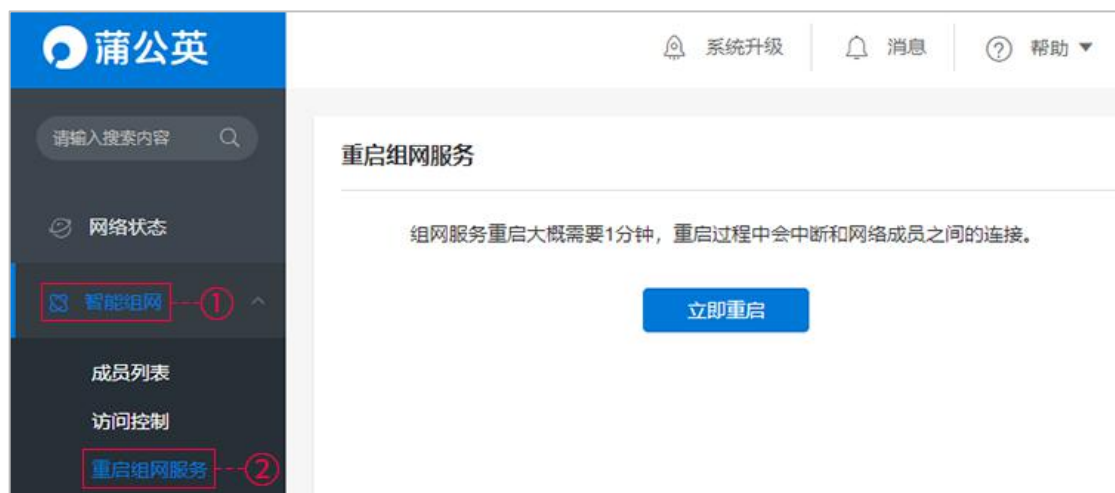 蒲公英
系统升级
消息
帮助
请输入搜索内容
重启组网服务
网络状态
组网服务重启大概需要1分钟，重启过程中会中断和网络成员之间的连接。
智能组网 ①
立即重启
成员列表
访问控制
重启组网服务 ②